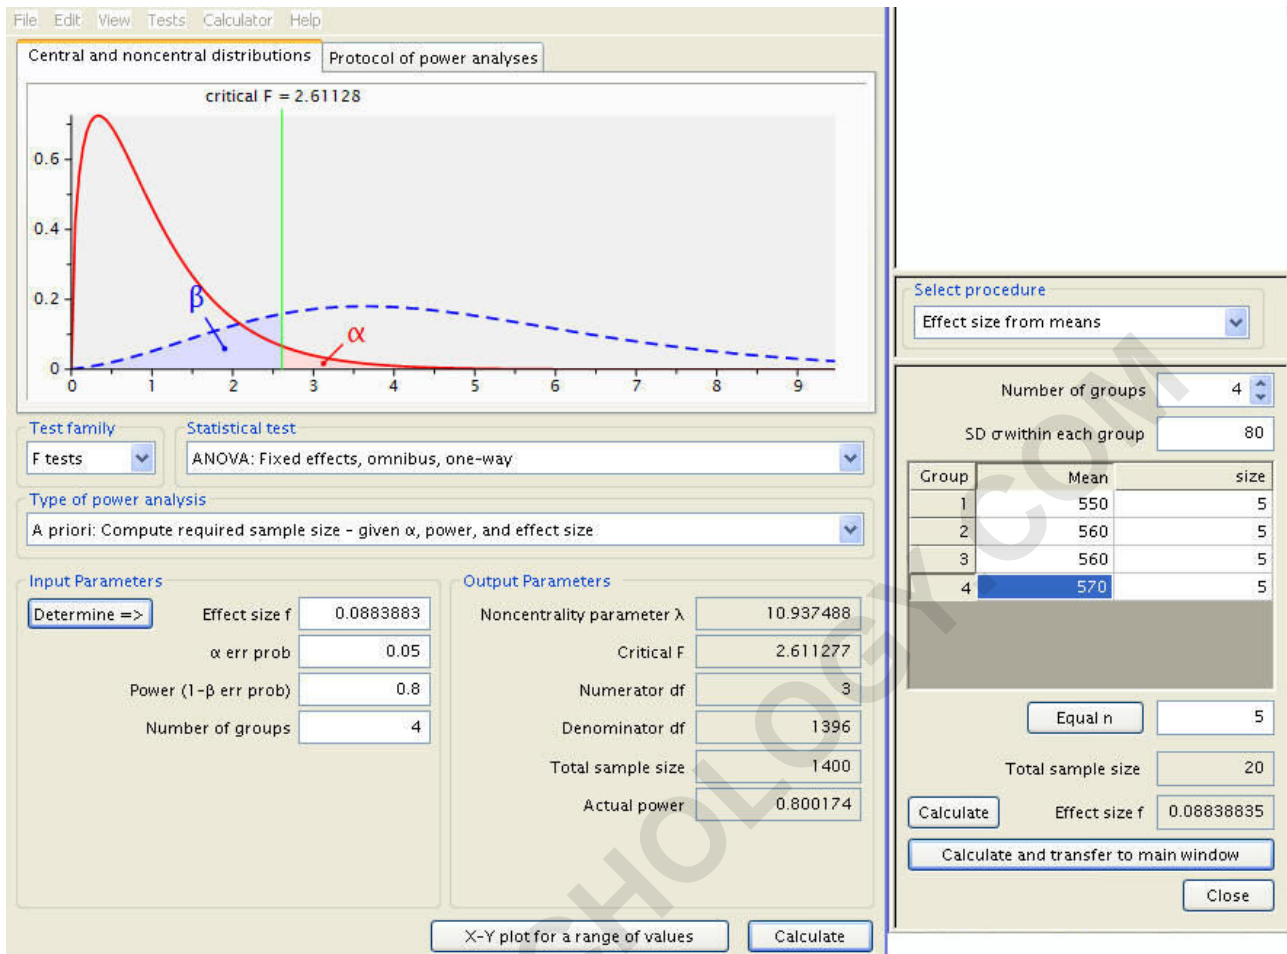 File Edit View Tests Calculator Help
Central and noncentral distributions Protocol of power analyses
critical F = 2.61128
0.6
0.4
0.2
0
β
α
0 1 2 3 4 5 6 7 8 9
Test family
F tests
Statistical test
ANOVA: Fixed effects, omnibus, one-way
Type of power analysis
A priori: Compute required sample size - given α, power, and effect size
Input Parameters
Determine => Effect size f 0.0883883
α err prob 0.05
Power (1-β err prob) 0.8
Number of groups 4
Output Parameters
Noncentrality parameter λ 10.937488
Critical F 2.611277
Numerator df 3
Denominator df 1396
Total sample size 1400
Actual power 0.800174
X-Y plot for a range of values Calculate
Select procedure
Effect size from means
Number of groups 4
SD σ within each group 80
Group Mean size
1 550 5
2 560 5
3 560 5
4 570 5
Equal n 5
Total sample size 20
Calculate Effect size f 0.08838835
Calculate and transfer to main window
Close
CHOLOGY.COM